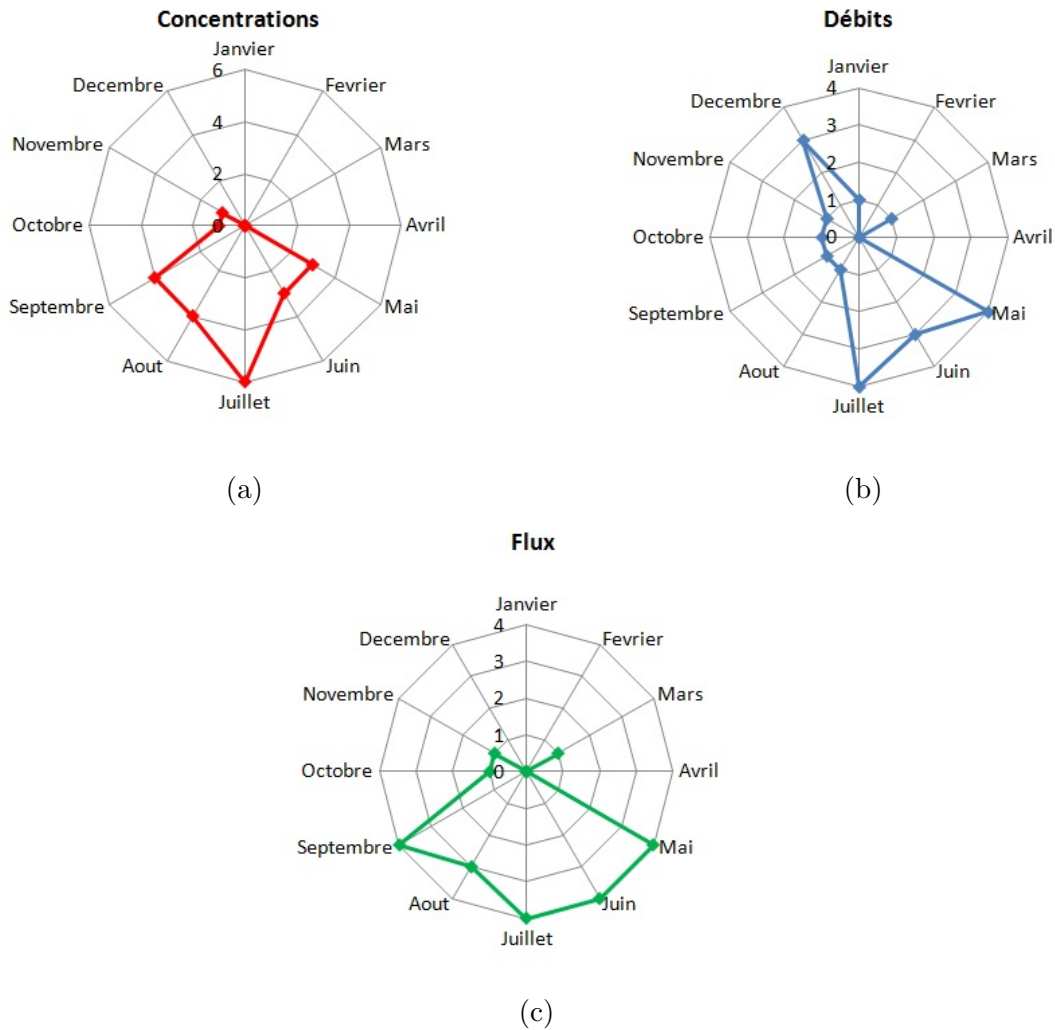 Concentrations
Janvier
6
Decembre
Fevrier
4
Novembre
Mars
2
Octobre
0
Avril
Septembre
Mai
Aout
Juin
Juillet
(a)
Débits
Janvier
4
Decembre
Fevrier
3
Novembre
Mars
2
1
Octobre
0
Avril
Septembre
Mai
Aout
Juin
Juillet
(b)
Flux
Janvier
4
Decembre
Fevrier
3
Novembre
Mars
2
1
Octobre
0
Avril
Septembre
Mai
Aout
Juin
Juillet
(c)